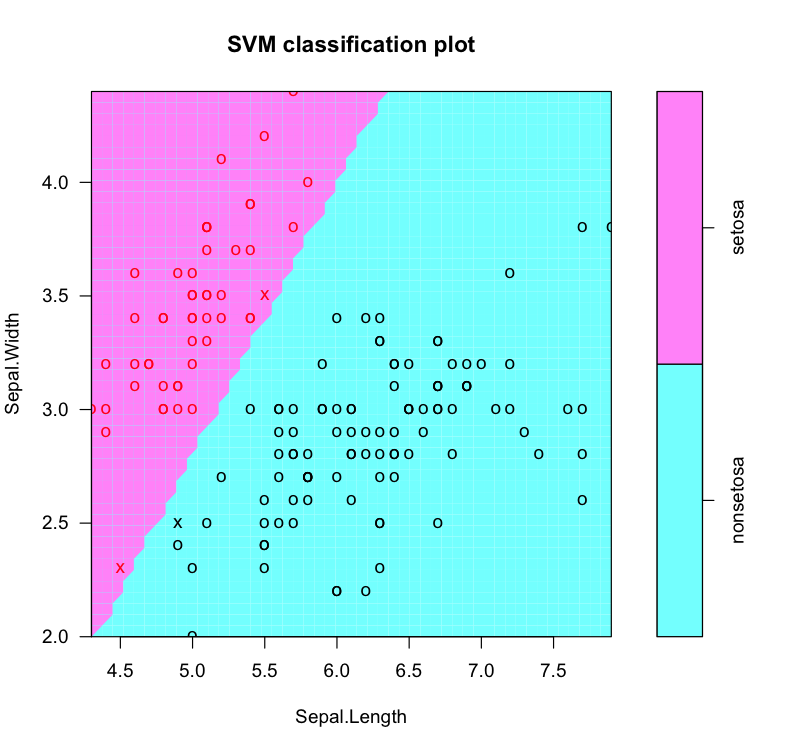 SVM classification plot
Sepal.Width
4.0
3.5
3.0
2.5
2.0
4.5 5.0 5.5 6.0 6.5 7.0 7.5
Sepal.Length
setosa
nonsetosa